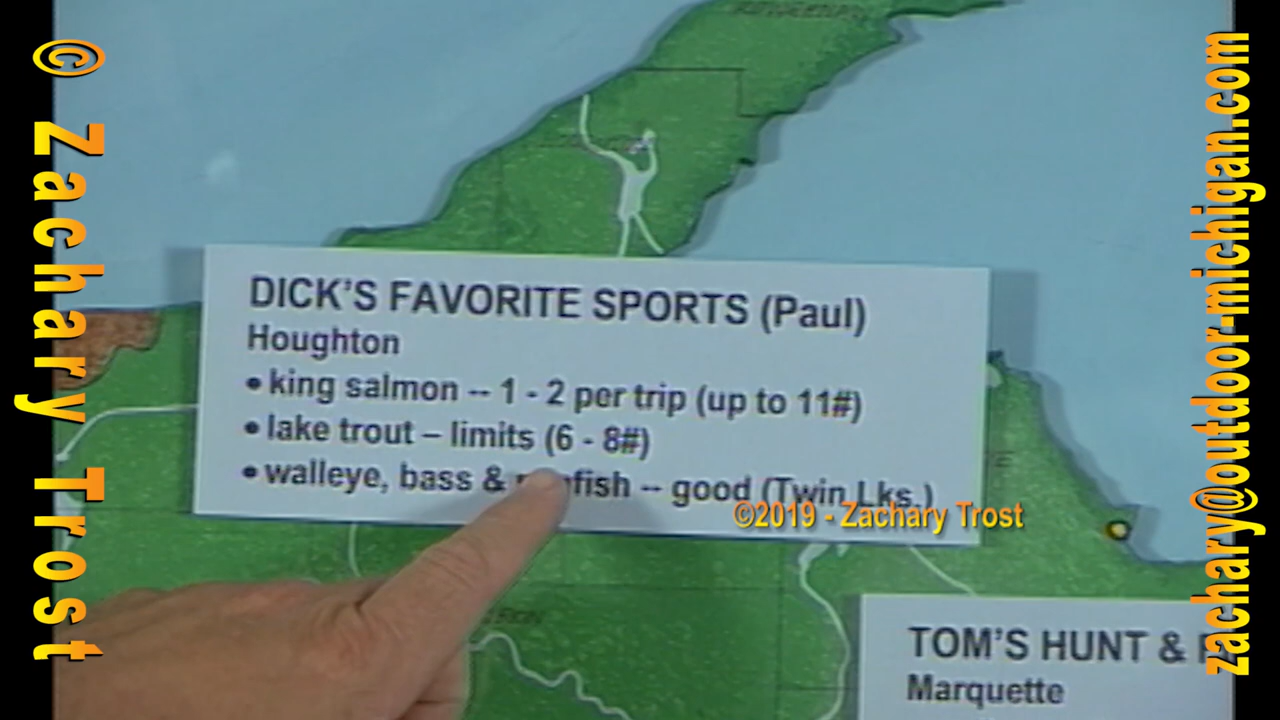 © Zachary Trost
DICK'S FAVORITE SPORTS (Paul)
Houghton
• king salmon -- 1 - 2 per trip (up to 11#)
• lake trout – limits (6 - 8#)
• walleye, bass & fish -- good (Twin Lks.)
©2019 - Zachary Trost
TOM'S HUNT &
Marquette
zachary@outdoor-michigan.com